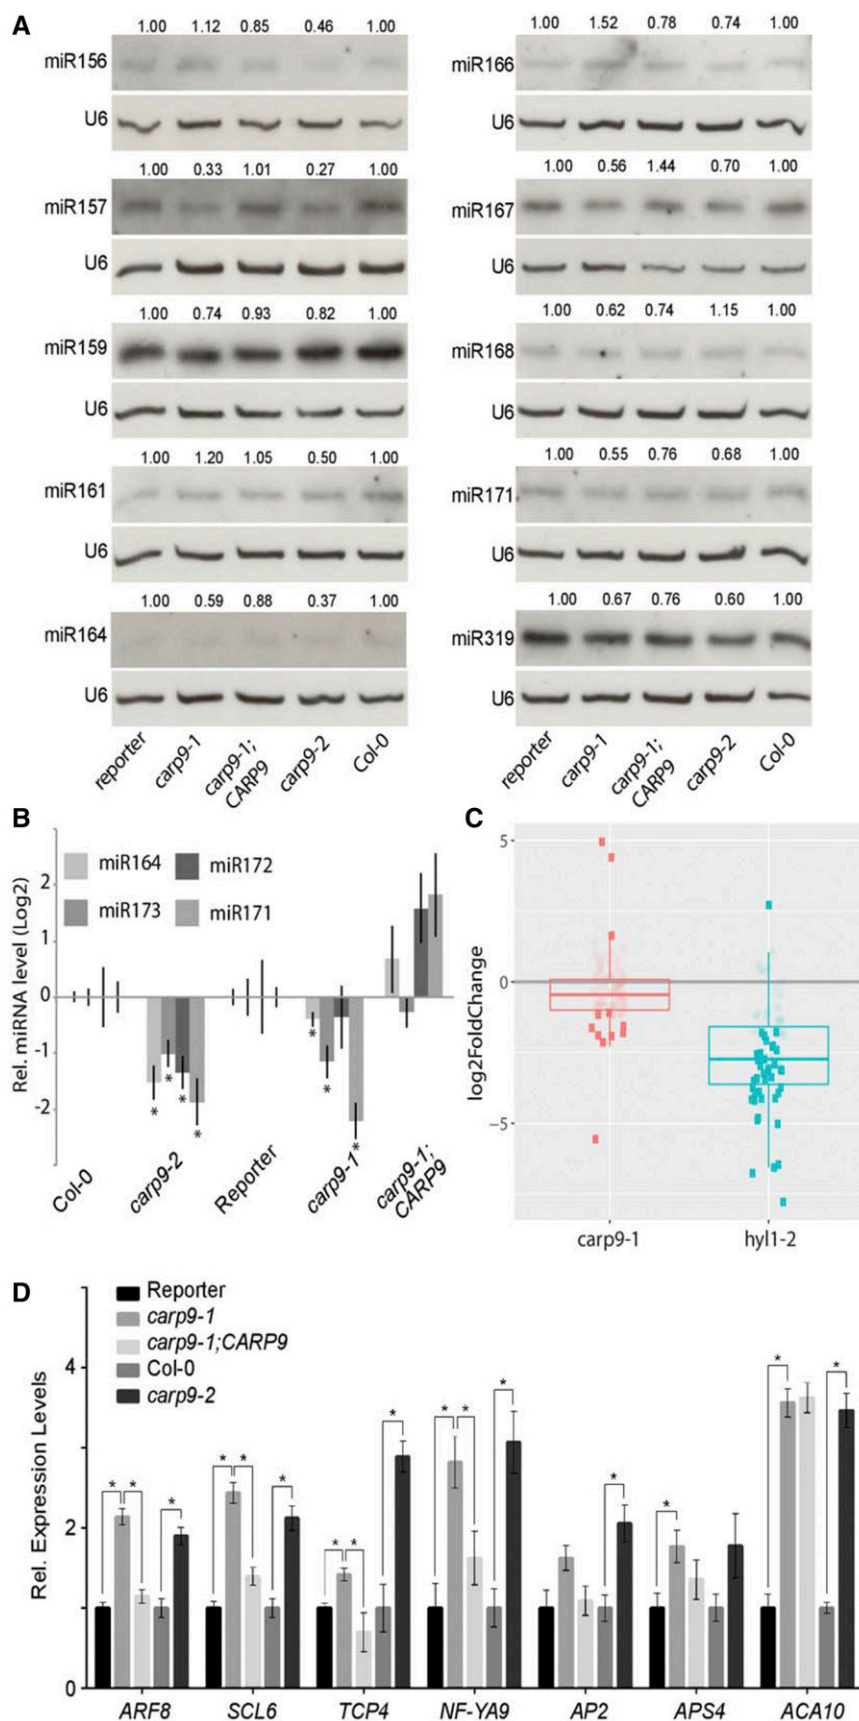 A
1.00 1.12 0.85 0.46 1.00
miR156
U6
1.00 0.33 1.01 0.27 1.00
miR157
U6
1.00 0.74 0.93 0.82 1.00
miR159
U6
1.00 1.20 1.05 0.50 1.00
miR161
U6
1.00 0.59 0.88 0.37 1.00
miR164
U6
reporter
carp9-1
carp9-1;
CARP9
carp9-2
Col-0
1.00 1.52 0.78 0.74 1.00
miR166
U6
1.00 0.56 1.44 0.70 1.00
miR167
U6
1.00 0.62 0.74 1.15 1.00
miR168
U6
1.00 0.55 0.76 0.68 1.00
miR171
U6
1.00 0.67 0.76 0.60 1.00
miR319
U6
reporter
carp9-1
carp9-1;
CARP9
carp9-2
Col-0
B
Rel. miRNA level (Log2)
2
1
0
-1
-2
miR164 miR172
miR173 miR171
* * * *
* * *
Col-0
carp9-2
Reporter
carp9-1
carp9-1;
CARP9
C
log2FoldChange
5
0
−5
carp9-1 hyl1-2
D
Rel. Expression Levels
4
2
0
Reporter
carp9-1
carp9-1;CARP9
Col-0
carp9-2
* * *
* * *
* * *
* * *
*
*
* *
ARF8 SCL6 TCP4 NF-YA9 AP2 APS4 ACA10